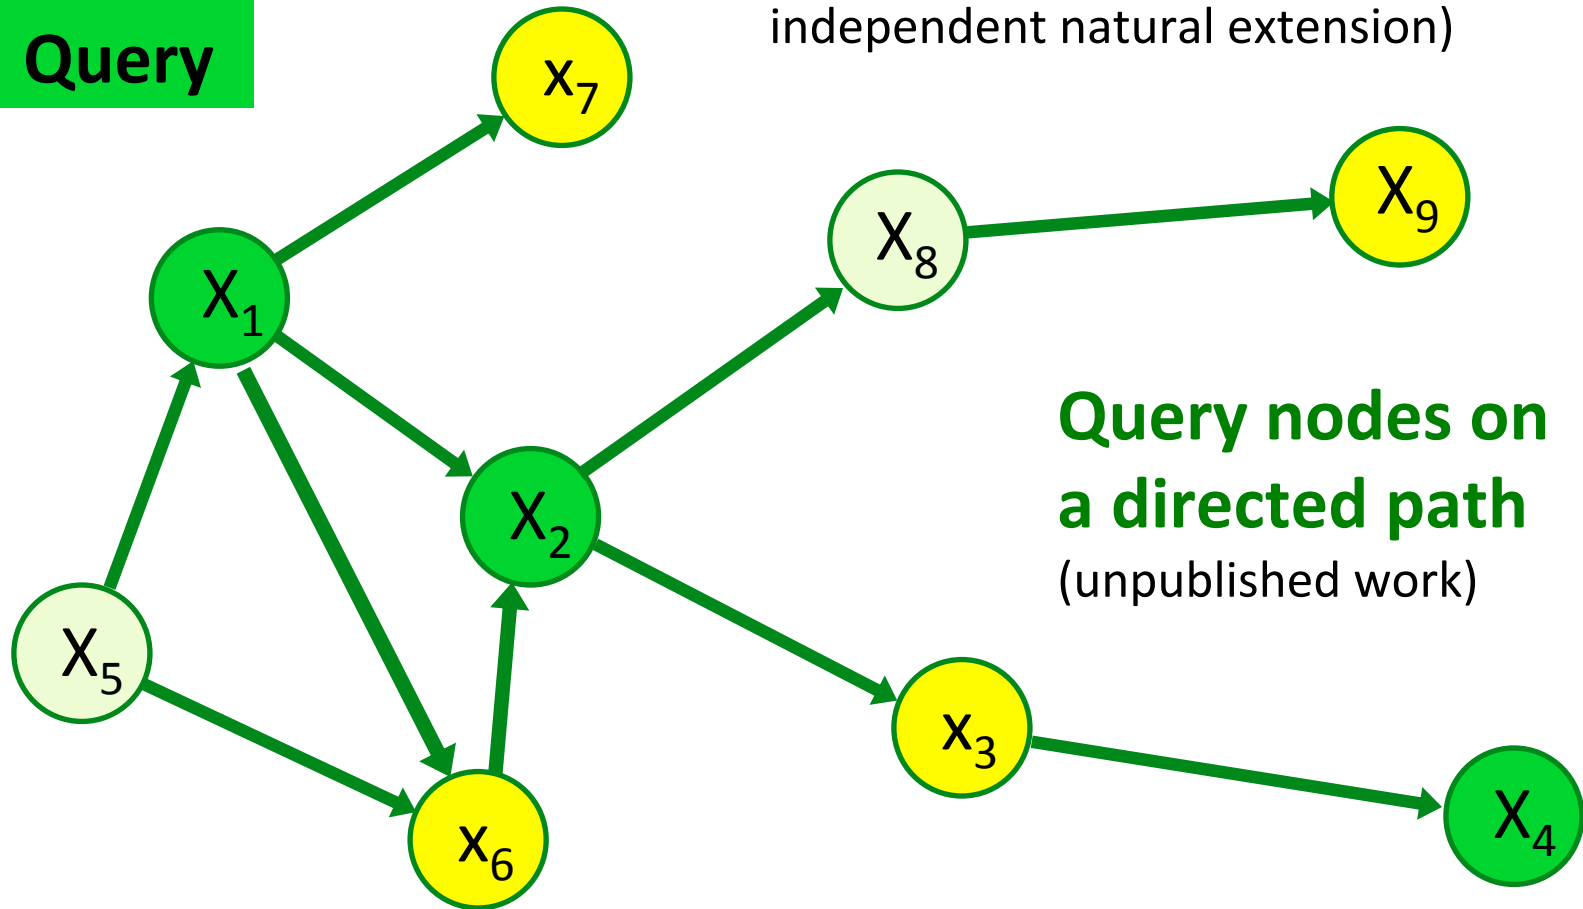 Query
independent natural extension)
x7
X9
X8
X1
Query nodes on
a directed path
(unpublished work)
X2
X5
x3
X4
x6